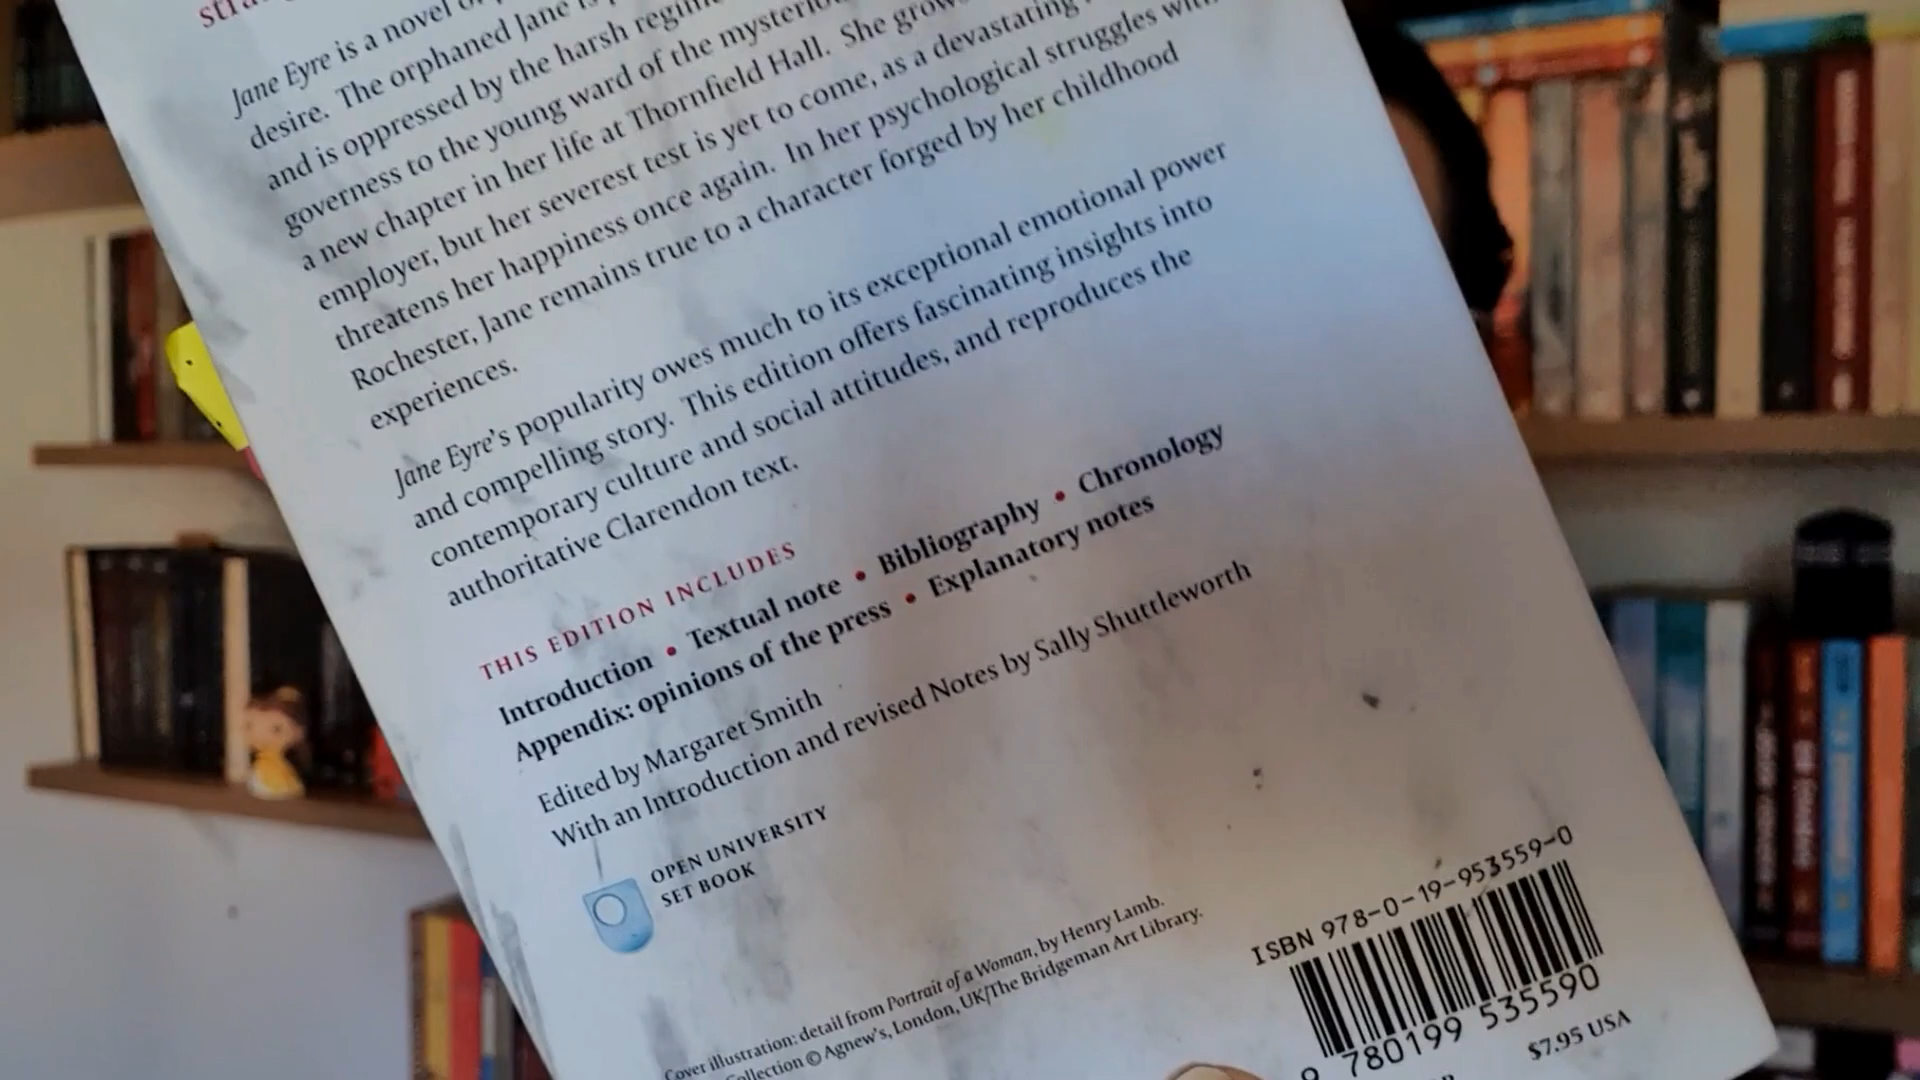 Jane Eyre is a novel
desire. The orphaned Jane is
and is oppressed by the harsh
governess to the young ward of the
a new chapter in her life at Thornfield Hall. She
employer, but her severest test is yet to come, as a devastating
threatens her happiness once again. In her psychological struggles with
Rochester, Jane remains true to a character forged by her childhood
experiences.
Jane Eyre's popularity owes much to its exceptional emotional power
and compelling story. This edition offers fascinating insights into
contemporary culture and social attitudes, and reproduces the
authoritative Clarendon text.
THIS EDITION INCLUDES
Introduction • Textual note • Bibliography • Chronology
Appendix: opinions of the press • Explanatory notes
Edited by Margaret Smith
With an Introduction and revised Notes by Sally Shuttleworth
OPEN UNIVERSITY
SET BOOK
Cover illustration: detail from Portrait of a Woman, by Henry Lamb.
Collection © Agnew's, London, UK/The Bridgeman Art Library.
ISBN 978-0-19-953559-0
9 780199 535590
$7.95 USA